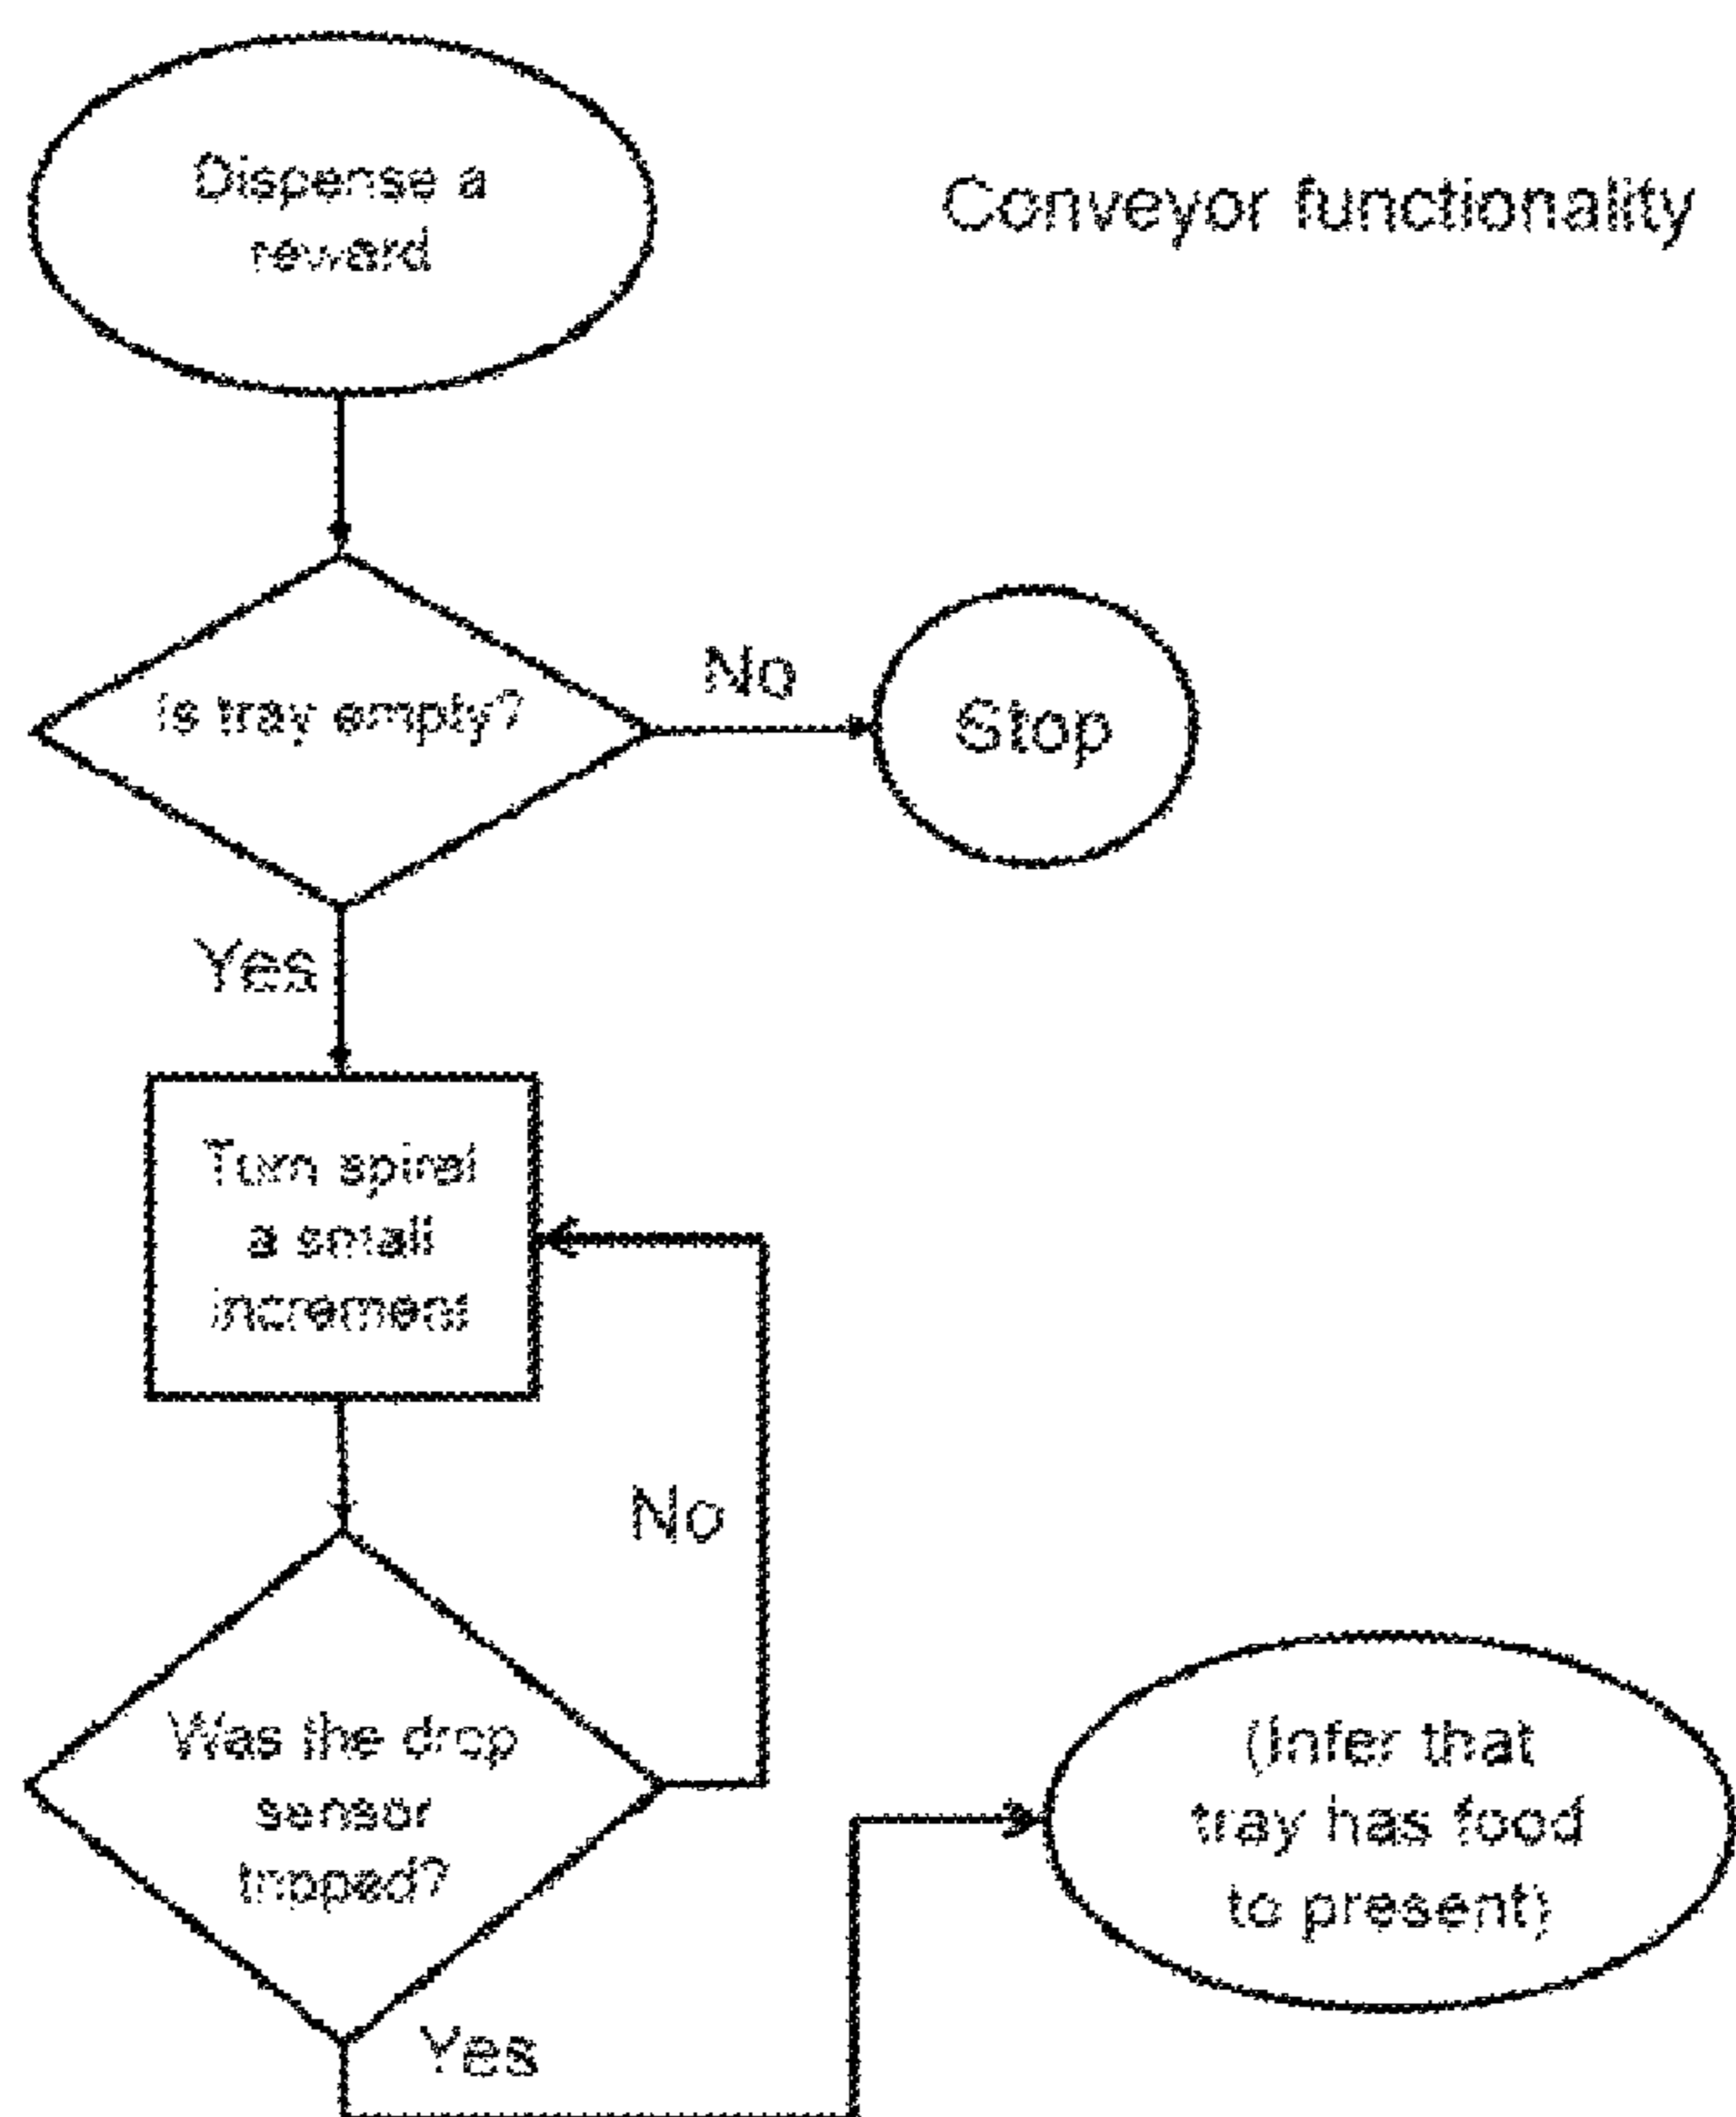 Dispense a
reward
Conveyor functionality
Is tray empty?
No
Stop
Yes
Turn spiral
a small
increment
No
Was the drop
sensor
tripped?
Yes
(Infer that
tray has food
to present)